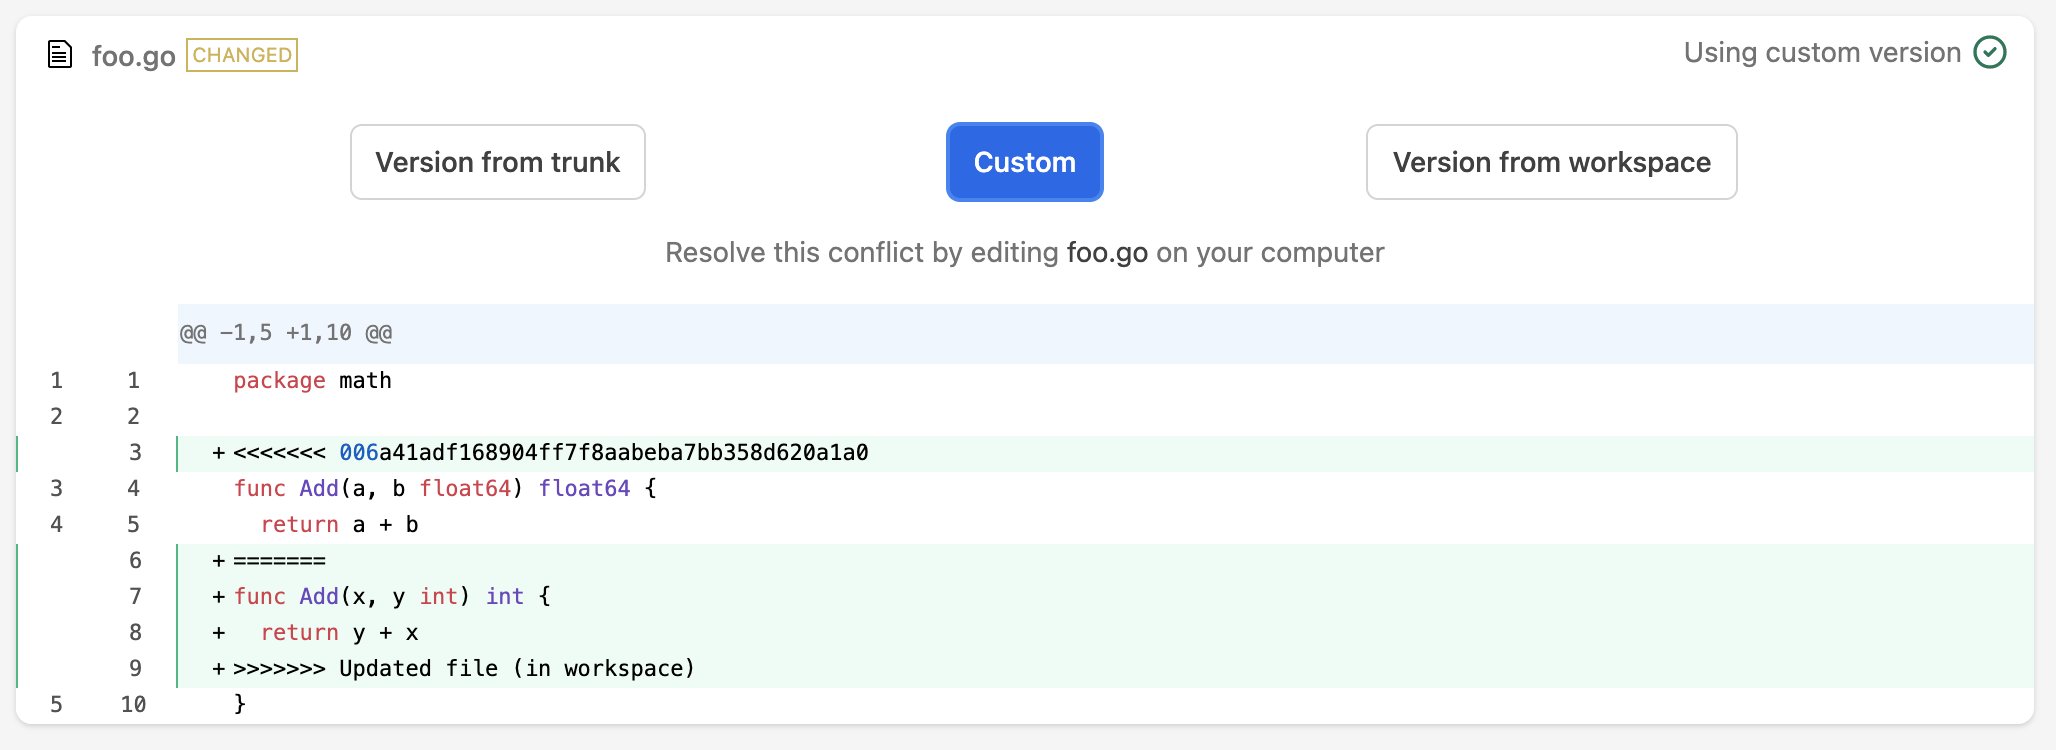 foo.go CHANGED Using custom version
Version from trunk Custom Version from workspace
Resolve this conflict by editing foo.go on your computer
@@ -1,5 +1,10 @@
1 1 package math
2 2
3 + <<<<<<< 006a41adf168904ff7f8aabeba7bb358d620a1a0
3 4 func Add(a, b float64) float64 {
4 5 return a + b
6 + =======
7 + func Add(x, y int) int {
8 + return y + x
9 + >>>>>>> Updated file (in workspace)
5 10 }